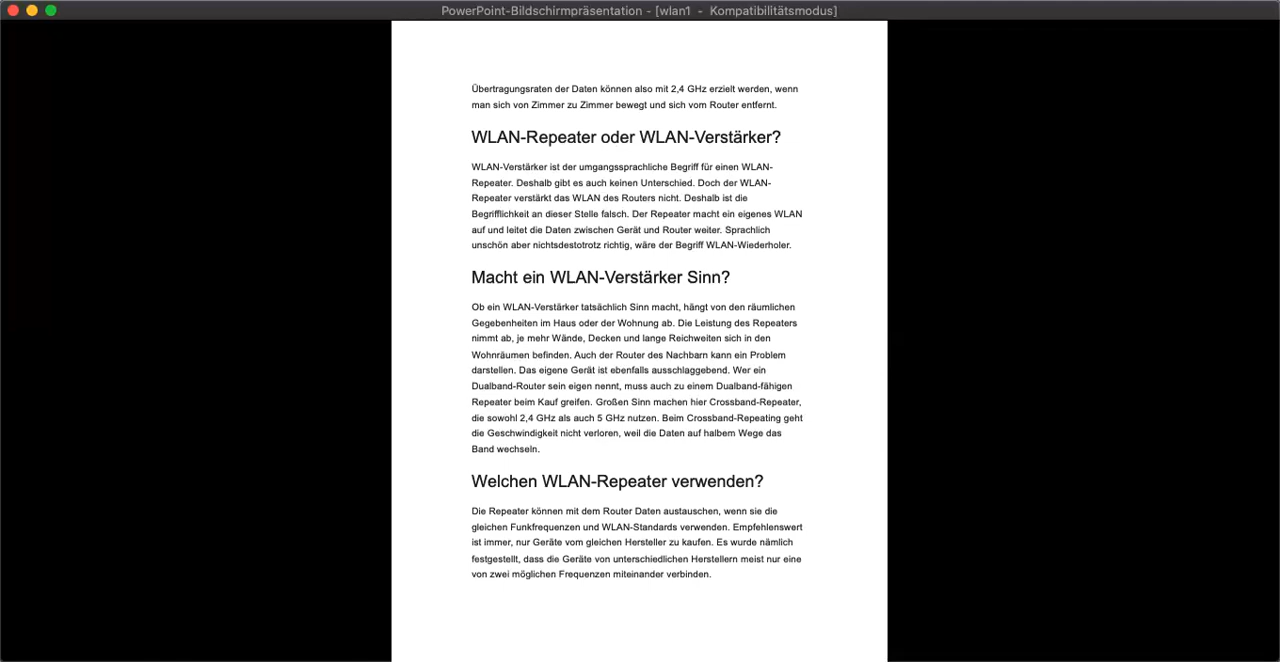 PowerPoint-Bildschirmpräsentation - [wlan1 - Kompatibilitätsmodus]
Übertragungsraten der Daten können also mit 2,4 GHz erzielt werden, wenn
man sich von Zimmer zu Zimmer bewegt und sich vom Router entfernt.
WLAN-Repeater oder WLAN-Verstärker?
WLAN-Verstärker ist der umgangssprachliche Begriff für einen WLAN-
Repeater. Deshalb gibt es auch keinen Unterschied. Doch der WLAN-
Repeater verstärkt das WLAN des Routers nicht. Deshalb ist die
Begrifflichkeit an dieser Stelle falsch. Der Repeater macht ein eigenes WLAN
auf und leitet die Daten zwischen Gerät und Router weiter. Sprachlich
unschön aber nichtsdestotrotz richtig, wäre der Begriff WLAN-Wiederholer.
Macht ein WLAN-Verstärker Sinn?
Ob ein WLAN-Verstärker tatsächlich Sinn macht, hängt von den räumlichen
Gegebenheiten im Haus oder der Wohnung ab. Die Leistung des Repeaters
nimmt ab, je mehr Wände, Decken und lange Reichweiten sich in den
Wohnräumen befinden. Auch der Router des Nachbarn kann ein Problem
darstellen. Das eigene Gerät ist ebenfalls ausschlaggebend. Wer ein
Dualband-Router sein eigen nennt, muss auch zu einem Dualband-fähigen
Repeater beim Kauf greifen. Großen Sinn machen hier Crossband-Repeater,
die sowohl 2,4 GHz als auch 5 GHz nutzen. Beim Crossband-Repeating geht
die Geschwindigkeit nicht verloren, weil die Daten auf halbem Wege das
Band wechseln.
Welchen WLAN-Repeater verwenden?
Die Repeater können mit dem Router Daten austauschen, wenn sie die
gleichen Funkfrequenzen und WLAN-Standards verwenden. Empfehlenswert
ist immer, nur Geräte vom gleichen Hersteller zu kaufen. Es wurde nämlich
festgestellt, dass die Geräte von unterschiedlichen Herstellern meist nur eine
von zwei möglichen Frequenzen miteinander verbinden.